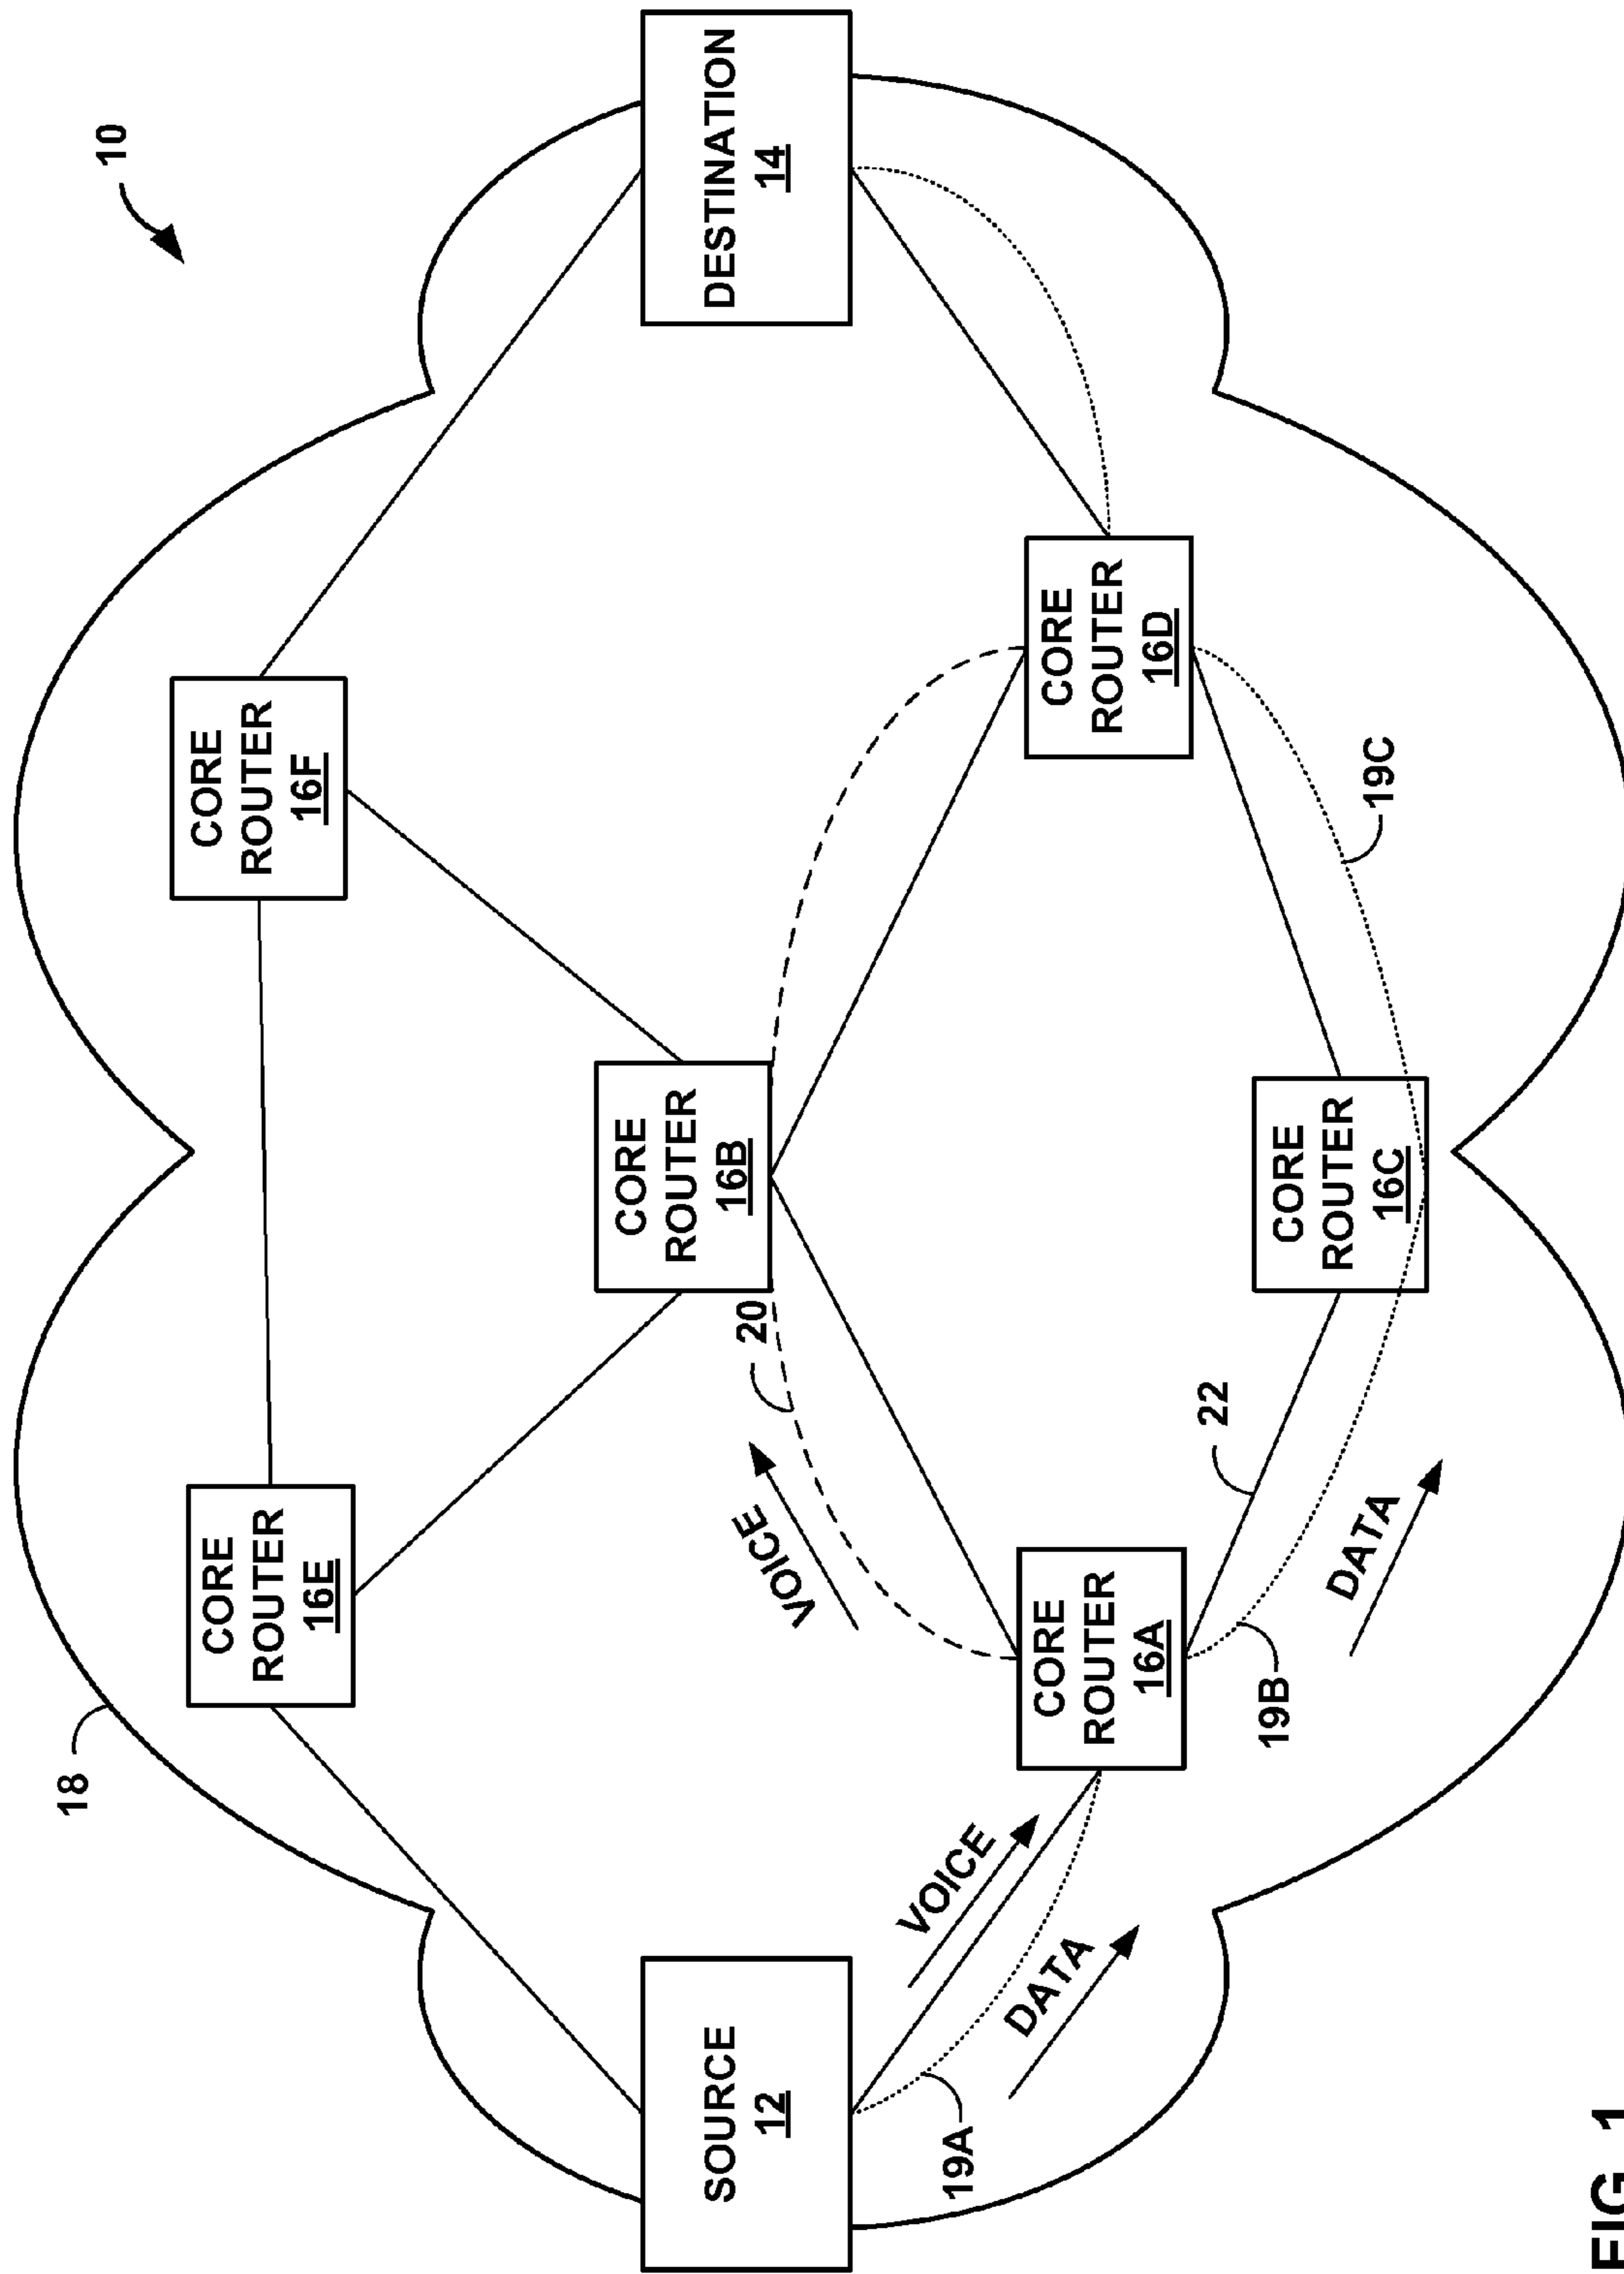 10
18
CORE
ROUTER
16E
CORE
ROUTER
16F
SOURCE
12
CORE
ROUTER
16B
DESTINATION
14
20
VOICE
VOICE
DATA
19A
CORE
ROUTER
16A
CORE
ROUTER
16D
22
19B
DATA
CORE
ROUTER
16C
19C
FIG. 1